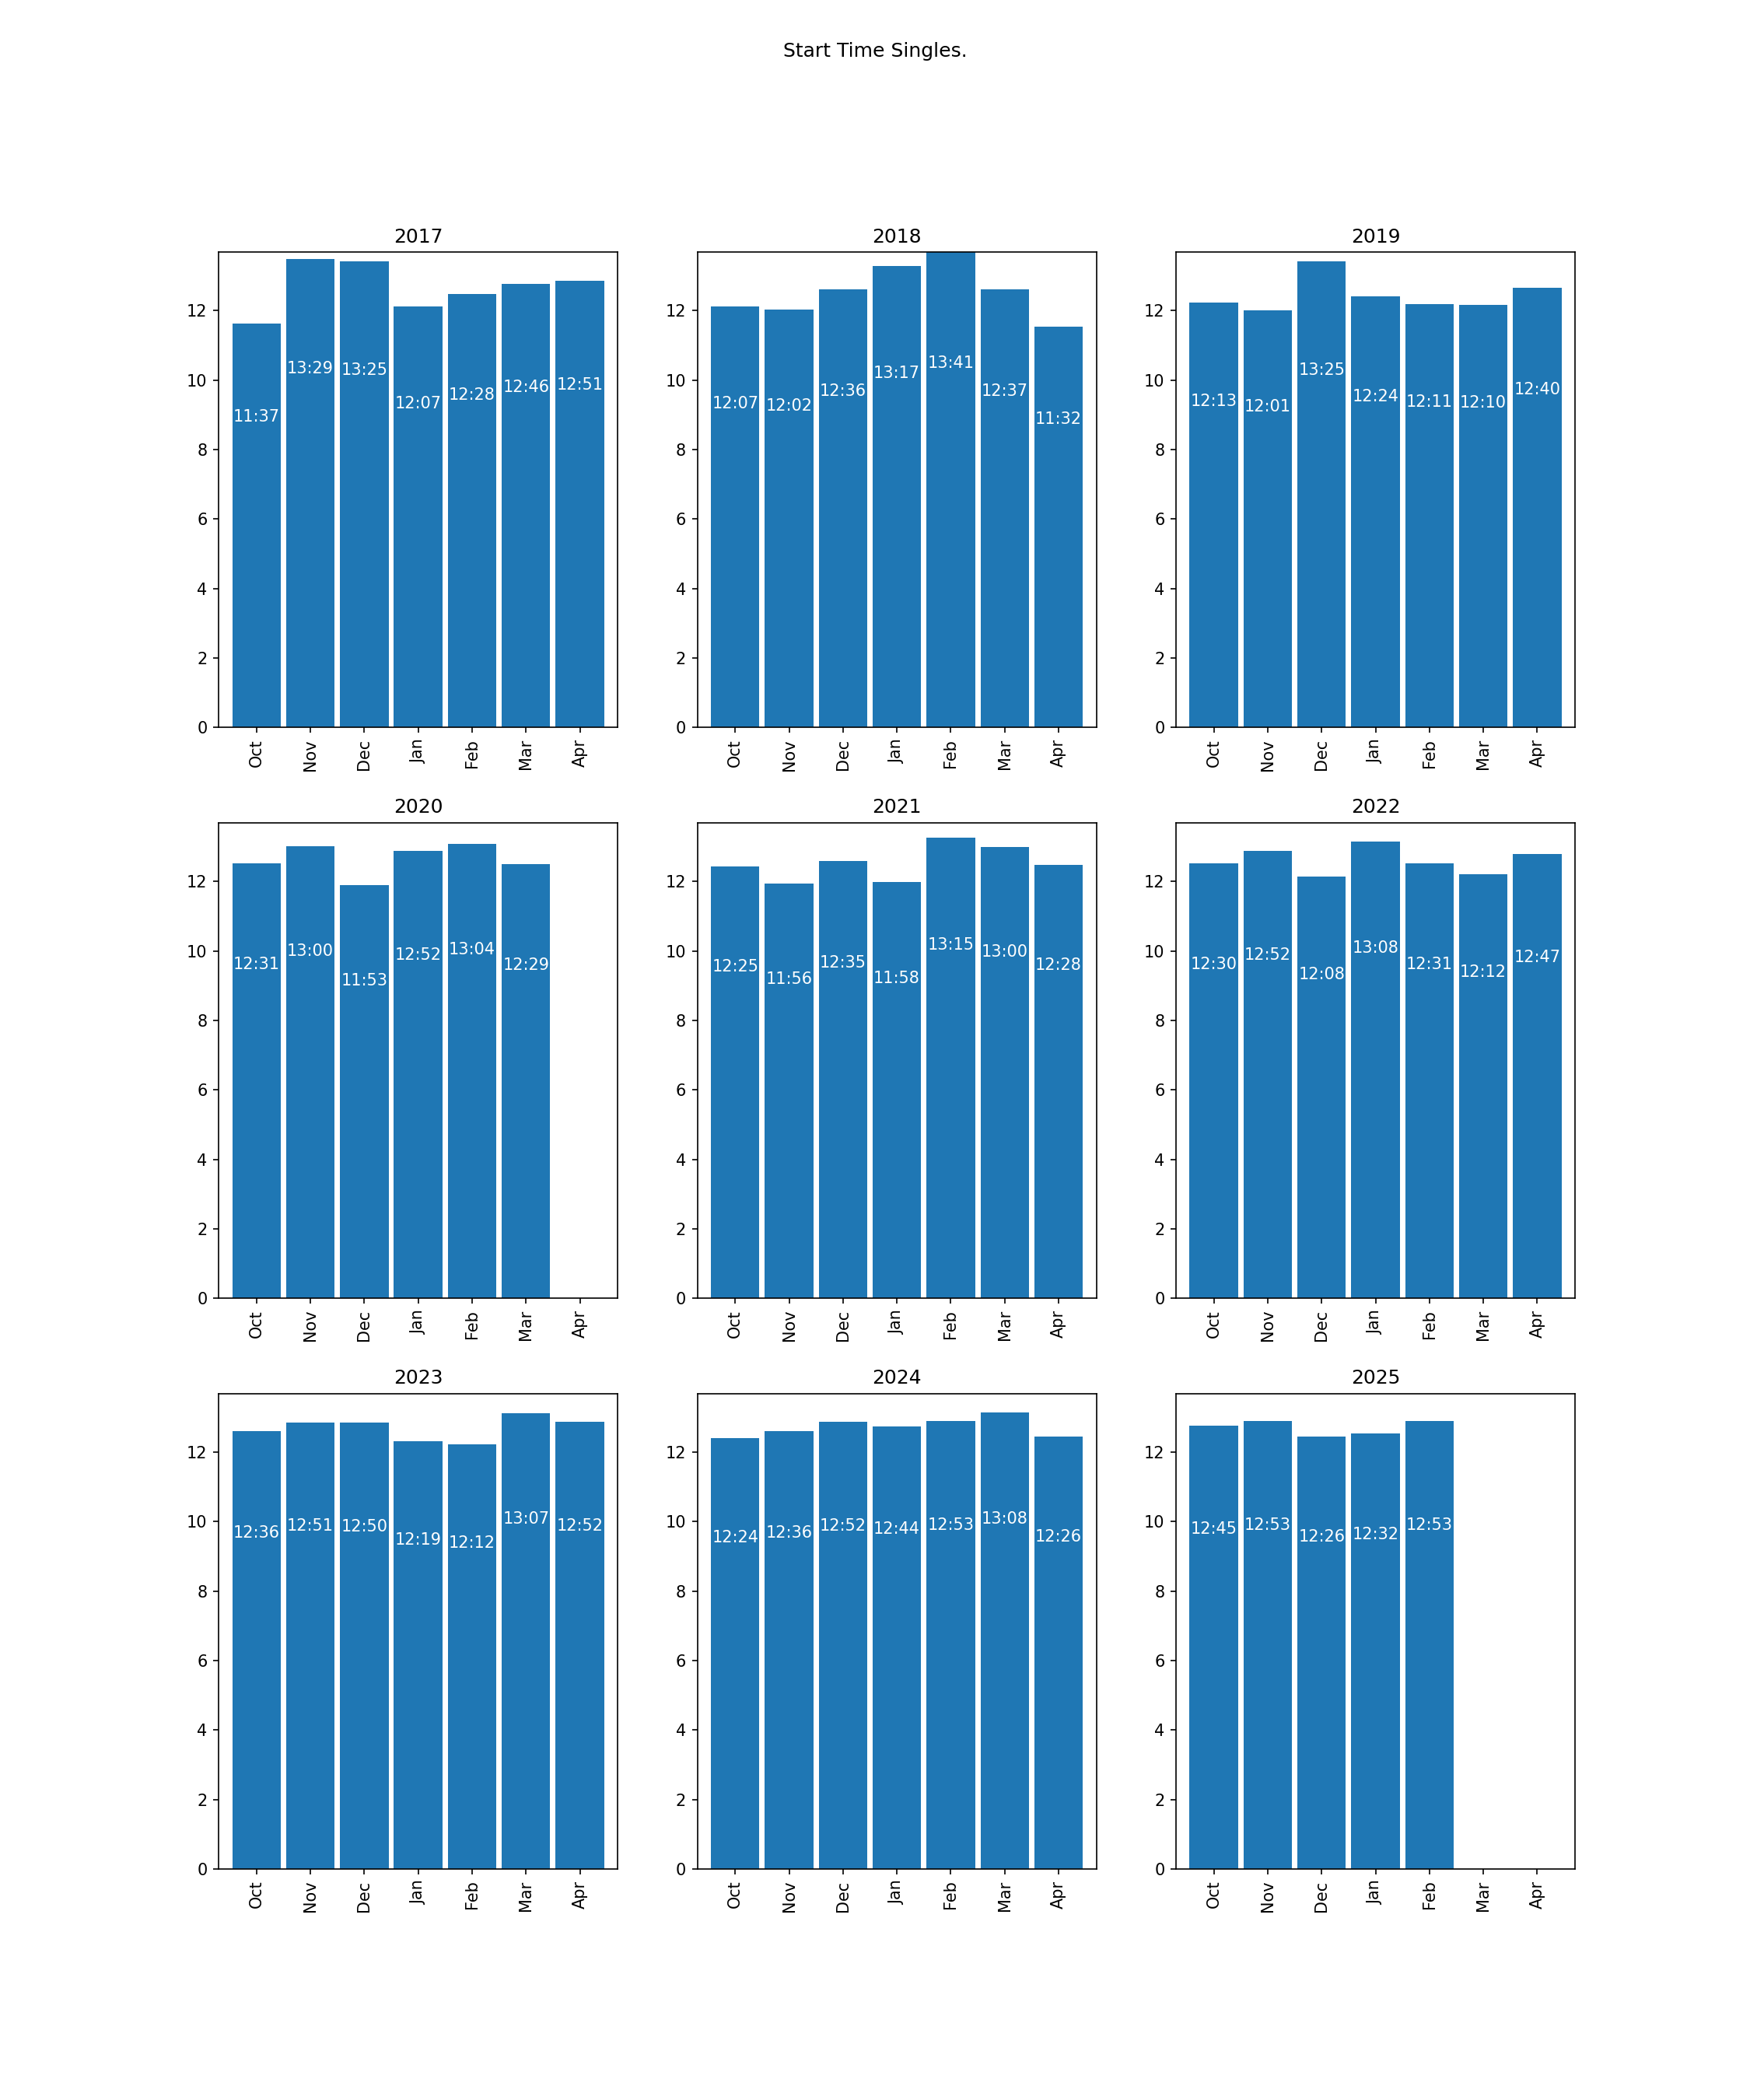 Start Time Singles.
2017 2018 2019
12 12 12
10 10 10
8 8 8
6 6 6
4 4 4
2 2 2
0 0 0
11:37 13:29 13:25 12:07 12:28 12:46 12:51
12:07 12:02 12:36 13:17 13:41 12:37 11:32
12:13 12:01 13:25 12:24 12:11 12:10 12:40
Oct Nov Dec Jan Feb Mar Apr Oct Nov Dec Jan Feb Mar Apr Oct Nov Dec Jan Feb Mar Apr
2020 2021 2022
12 12 12
10 10 10
8 8 8
6 6 6
4 4 4
2 2 2
0 0 0
12:31 13:00 11:53 12:52 13:04 12:29
12:25 11:56 12:35 11:58 13:15 13:00 12:28
12:30 12:52 12:08 13:08 12:31 12:12 12:47
Oct Nov Dec Jan Feb Mar Apr Oct Nov Dec Jan Feb Mar Apr Oct Nov Dec Jan Feb Mar Apr
2023 2024 2025
12 12 12
10 10 10
8 8 8
6 6 6
4 4 4
2 2 2
0 0 0
12:36 12:51 12:50 12:19 12:12 13:07 12:52
12:24 12:36 12:52 12:44 12:53 13:08 12:26
12:45 12:53 12:26 12:32 12:53
Oct Nov Dec Jan Feb Mar Apr Oct Nov Dec Jan Feb Mar Apr Oct Nov Dec Jan Feb Mar Apr